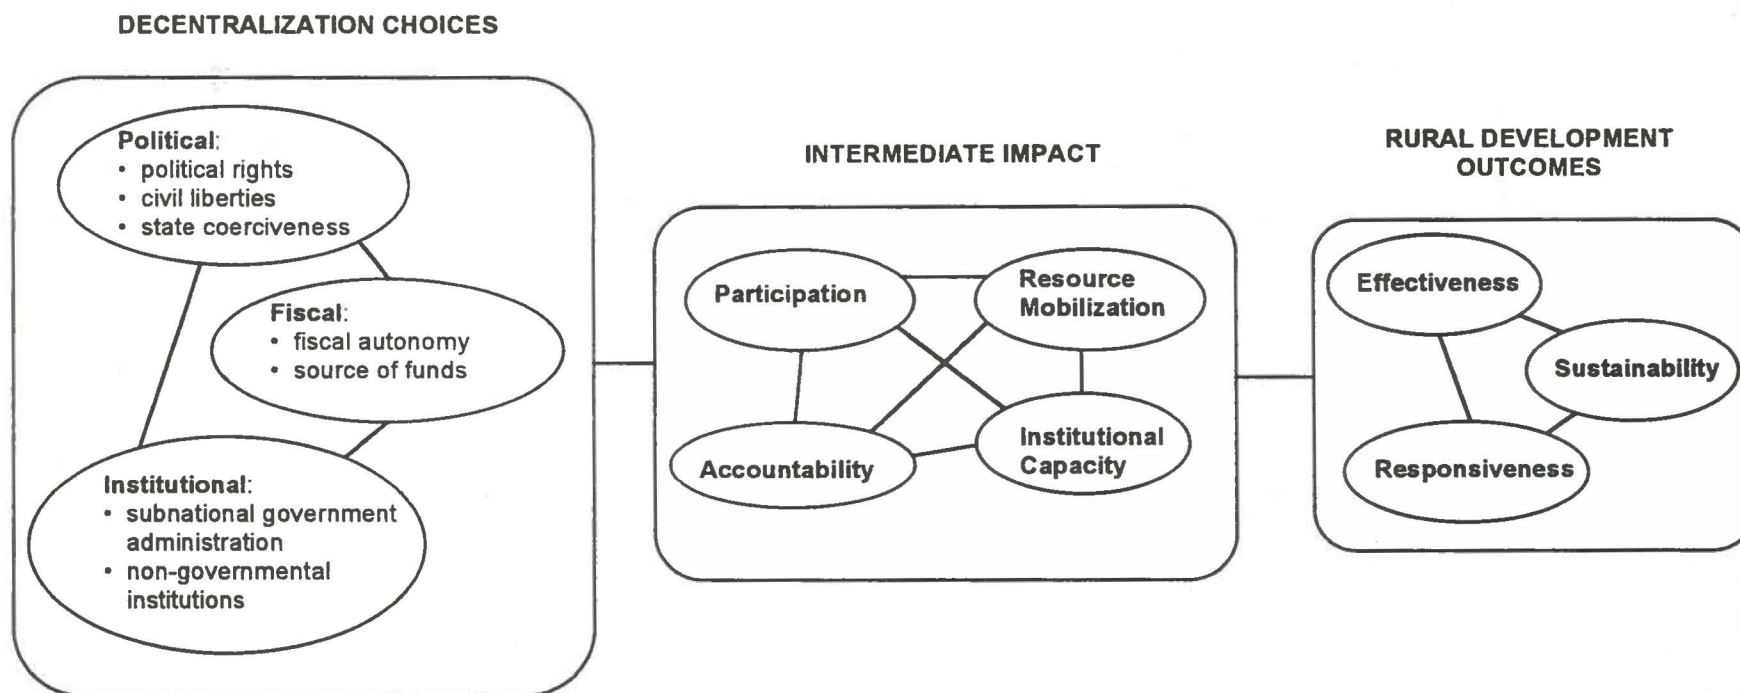 DECENTRALIZATION CHOICES
Political:
• political rights
• civil liberties
• state coerciveness
Fiscal:
• fiscal autonomy
• source of funds
Institutional:
• subnational government
administration
• non-governmental
institutions
INTERMEDIATE IMPACT
Participation
Resource
Mobilization
Accountability
Institutional
Capacity
RURAL DEVELOPMENT
OUTCOMES
Effectiveness
Sustainability
Responsiveness